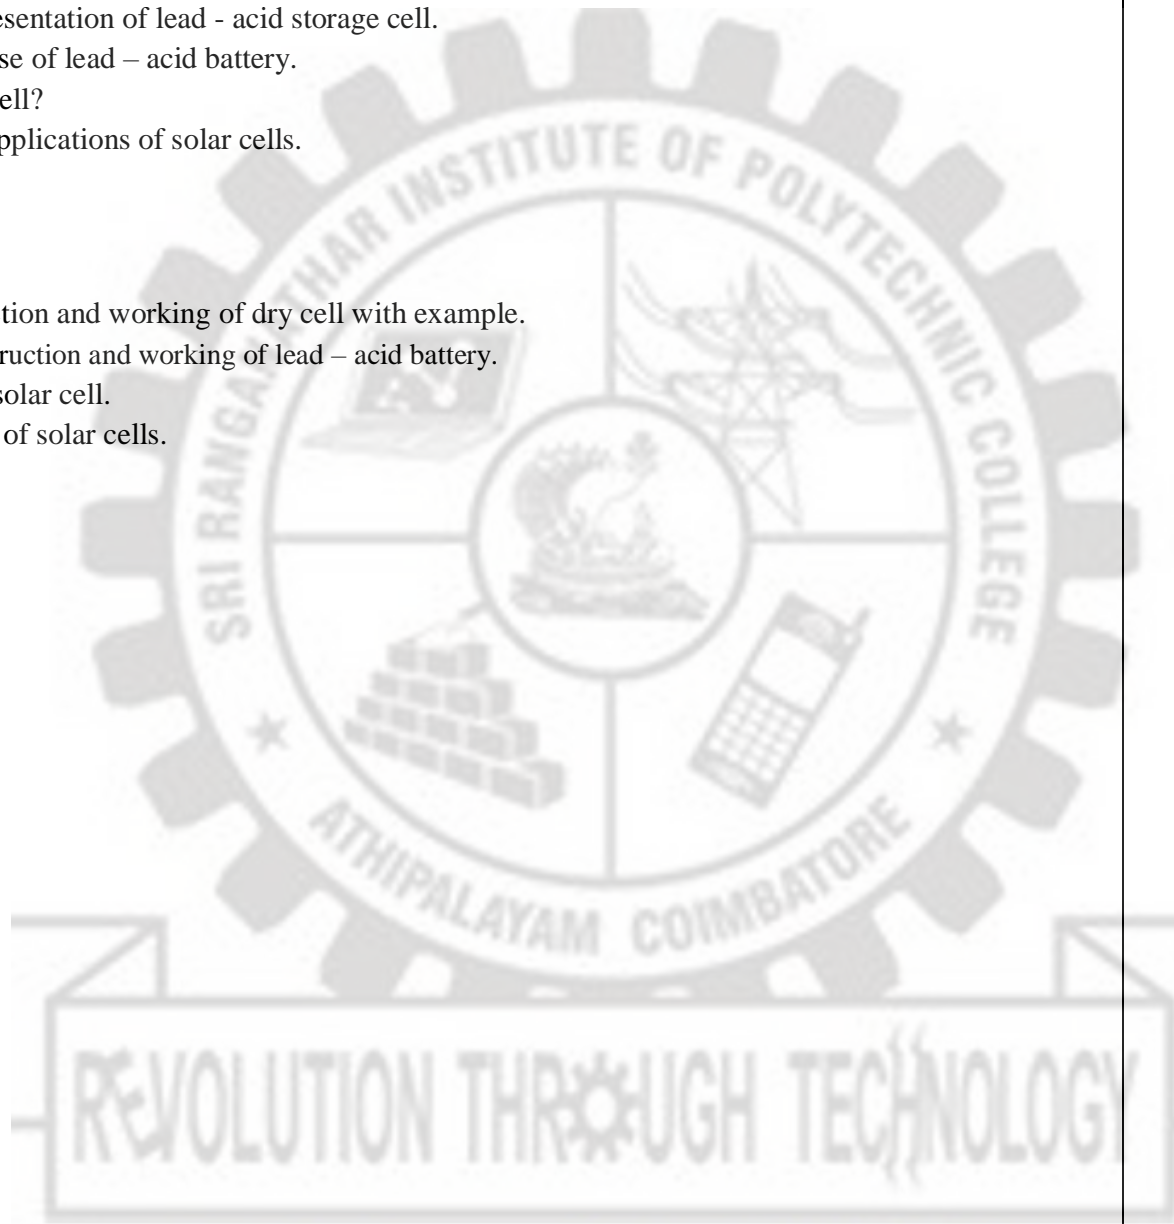 esentation of lead - acid storage cell.
se of lead – acid battery.
ell?
pplications of solar cells.
tion and working of dry cell with example.
ruction and working of lead – acid battery.
solar cell.
of solar cells.
SRI RANGANATHAR INSTITUTE OF POLYTECHNIC COLLEGE
ATHIPALAYAM COIMBATORE
REVOLUTION THROUGH TECHNOLOGY